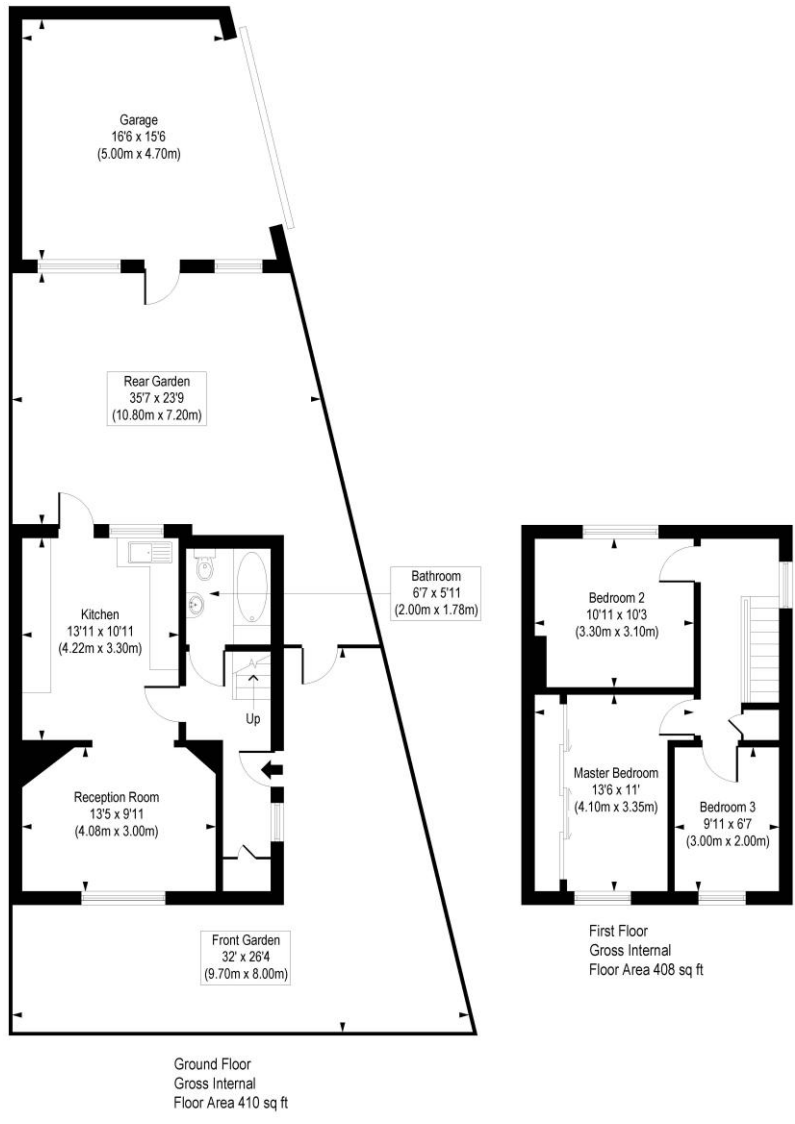 Garage
16'6 x 15'6
(5.00m x 4.70m)
Rear Garden
35'7 x 23'9
(10.80m x 7.20m)
Bathroom
6'7 x 5'11
(2.00m x 1.78m)
Kitchen
13'11 x 10'11
(4.22m x 3.30m)
Up
Reception Room
13'5 x 9'11
(4.08m x 3.00m)
Front Garden
32' x 26'4
(9.70m x 8.00m)
Ground Floor
Gross Internal
Floor Area 410 sq ft
Bedroom 2
10'11 x 10'3
(3.30m x 3.10m)
Master Bedroom
13'6 x 11'
(4.10m x 3.35m)
Bedroom 3
9'11 x 6'7
(3.00m x 2.00m)
First Floor
Gross Internal
Floor Area 408 sq ft